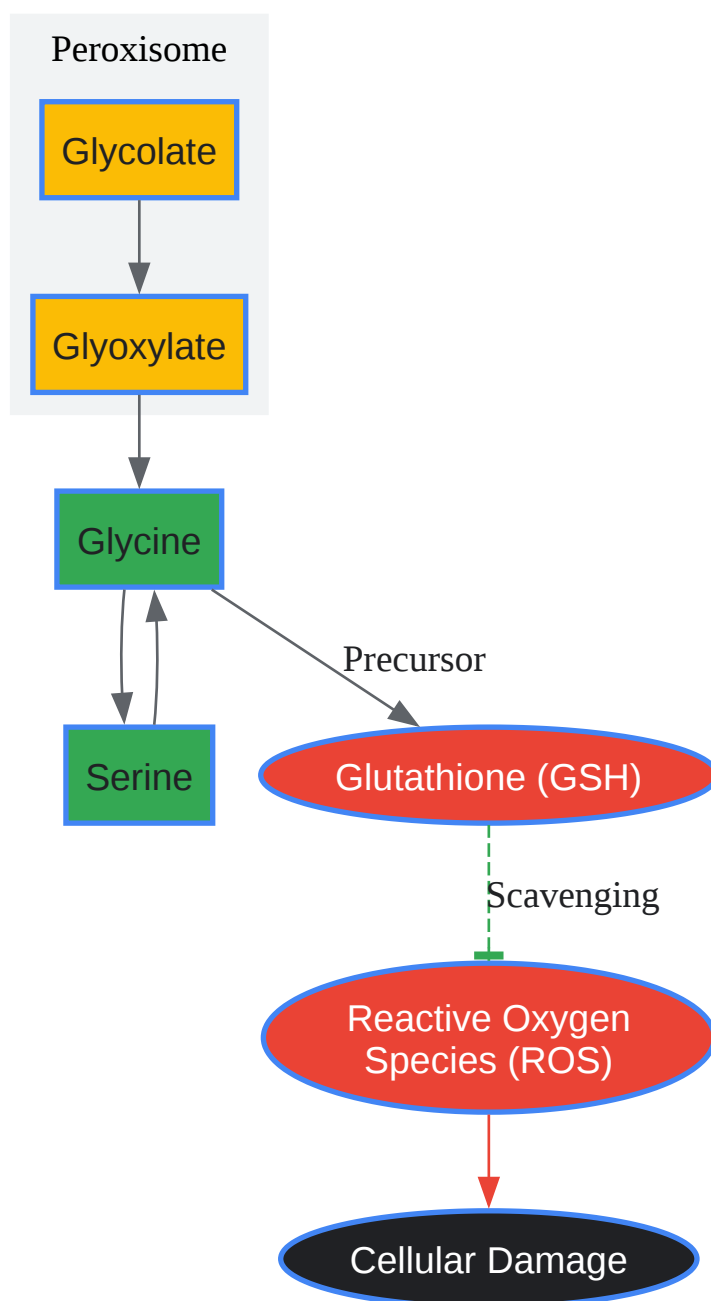 Peroxisome
Glycolate
Glyoxylate
Glycine
Precursor
Serine
Glutathione (GSH)
Scavenging
Reactive Oxygen
Species (ROS)
Cellular Damage